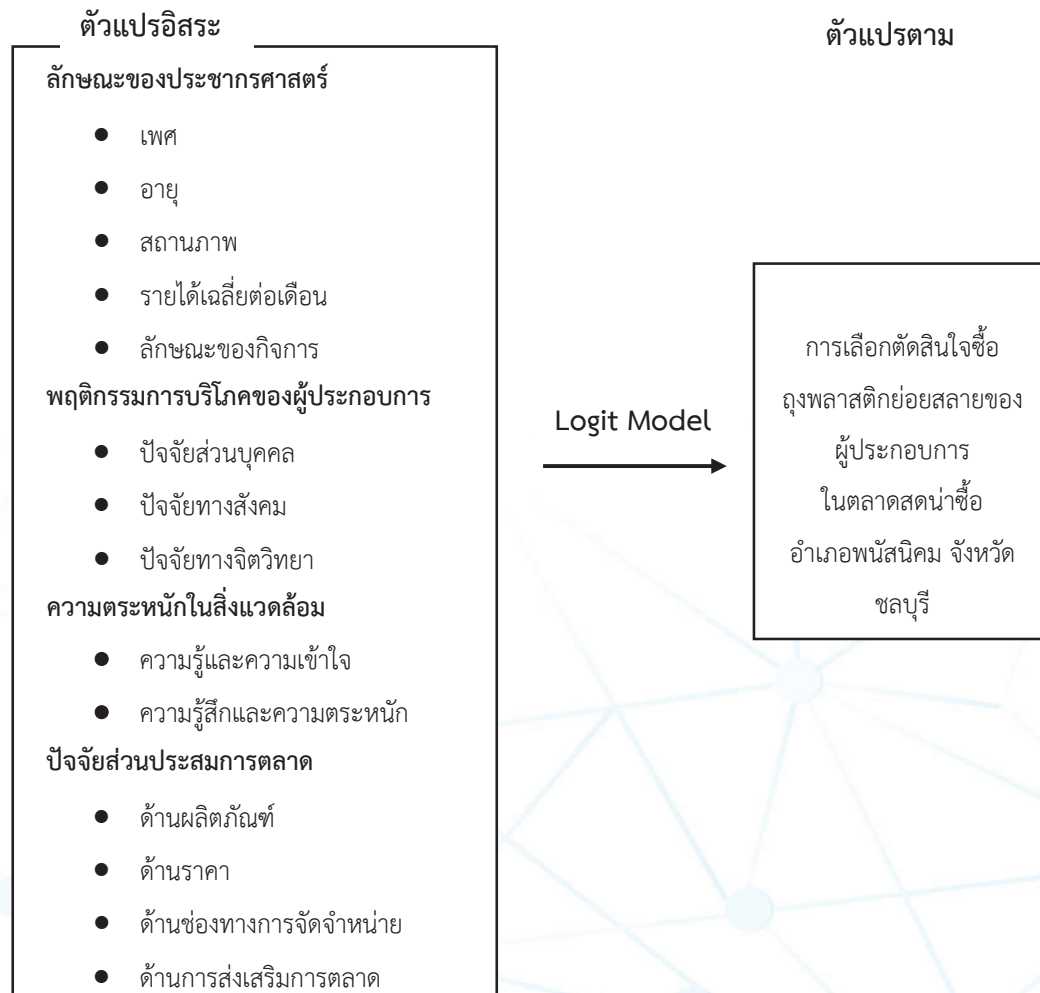 ตัวแปรอิสระ
ลักษณะของประชากรศาสตร์
● เพศ
● อายุ
● สถานภาพ
● รายได้เฉลี่ยต่อเดือน
● ลักษณะของกิจการ
พฤติกรรมการบริโภคของผู้ประกอบการ
● ปัจจัยส่วนบุคคล
● ปัจจัยทางสังคม
● ปัจจัยทางจิตวิทยา
ความตระหนักในสิ่งแวดล้อม
● ความรู้และความเข้าใจ
● ความรู้สึกและความตระหนัก
ปัจจัยส่วนประสมการตลาด
● ด้านผลิตภัณฑ์
● ด้านราคา
● ด้านช่องทางการจัดจำหน่าย
● ด้านการส่งเสริมการตลาด
Logit Model
ตัวแปรตาม
การเลือกตัดสินใจซื้อ
ถุงพลาสติกย่อยสลายของ
ผู้ประกอบการ
ในตลาดสดน่าซื้อ
อำเภอพนัสนิคม จังหวัด
ชลบุรี